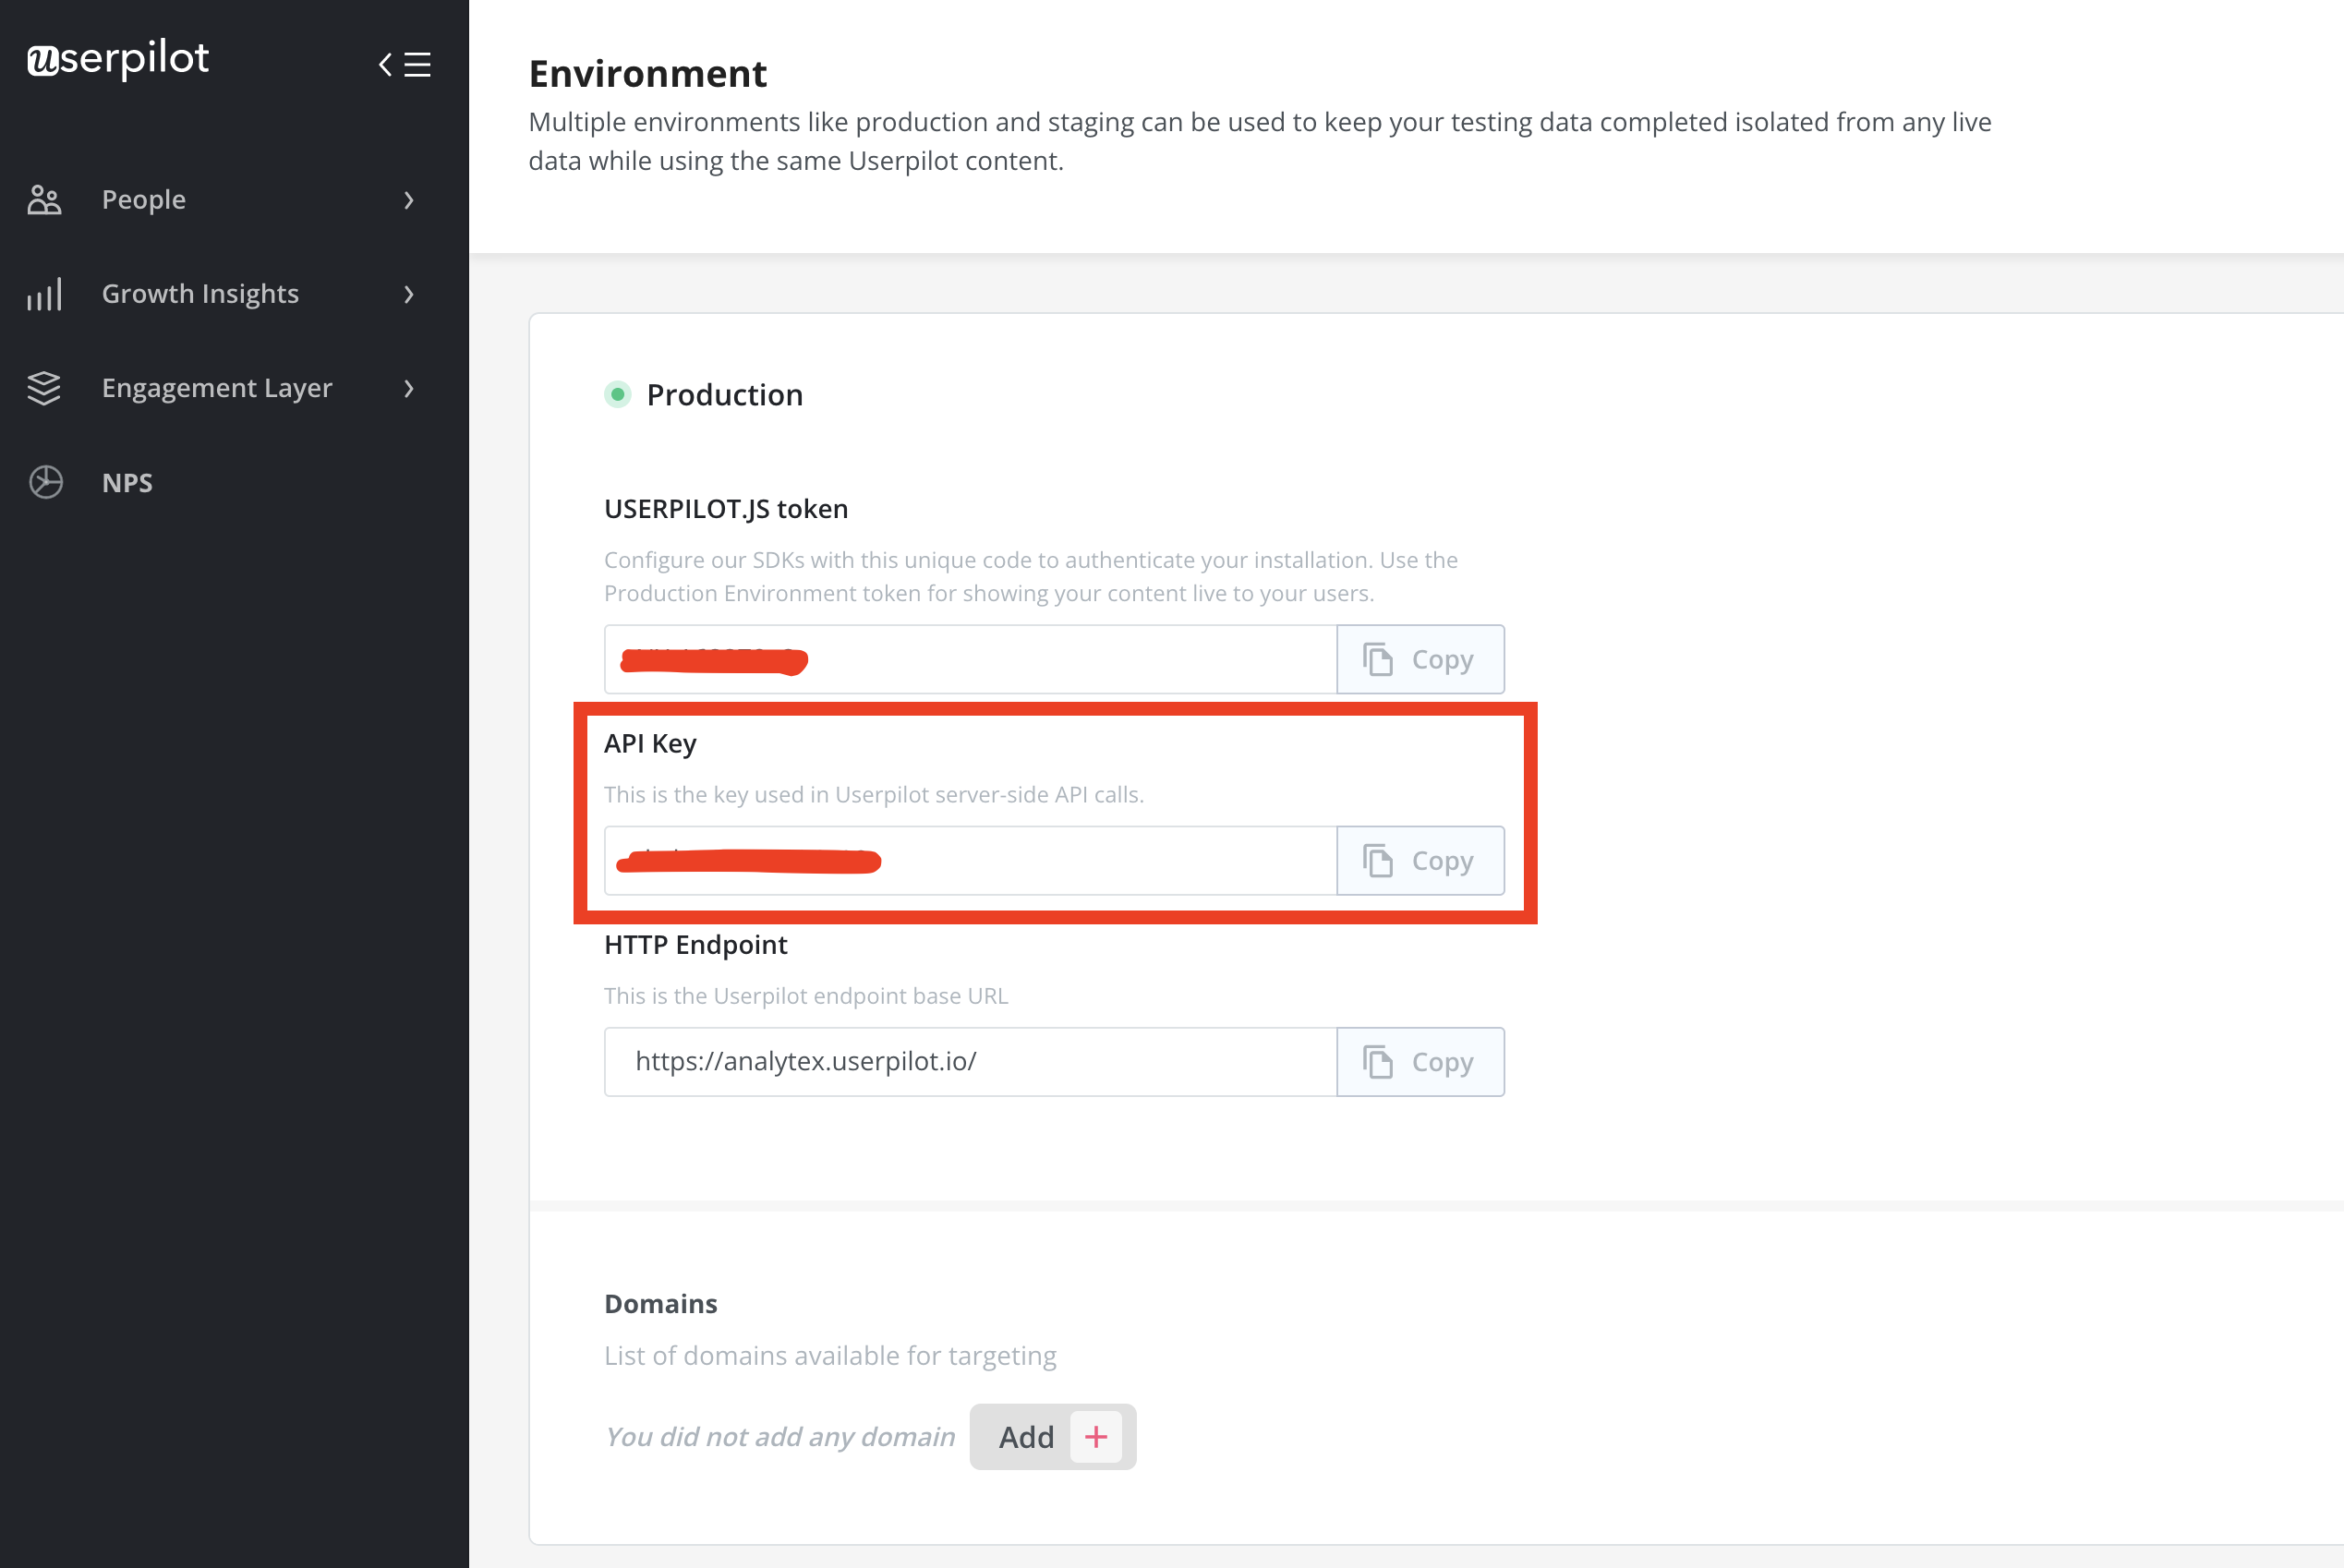 userpilot
People
Growth Insights
Engagement Layer
NPS
Environment
Multiple environments like production and staging can be used to keep your testing data completed isolated from any live
data while using the same Userpilot content.
Production
USERPILOT.JS token
Configure our SDKs with this unique code to authenticate your installation. Use the
Production Environment token for showing your content live to your users.
Copy
API Key
This is the key used in Userpilot server-side API calls.
Copy
HTTP Endpoint
This is the Userpilot endpoint base URL
https://analytex.userpilot.io/
Copy
Domains
List of domains available for targeting
You did not add any domain
Add